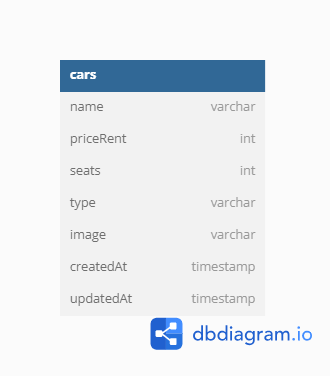 cars
name varchar
priceRent int
seats int
type varchar
image varchar
createdAt timestamp
updatedAt timestamp
dbdiagram.io